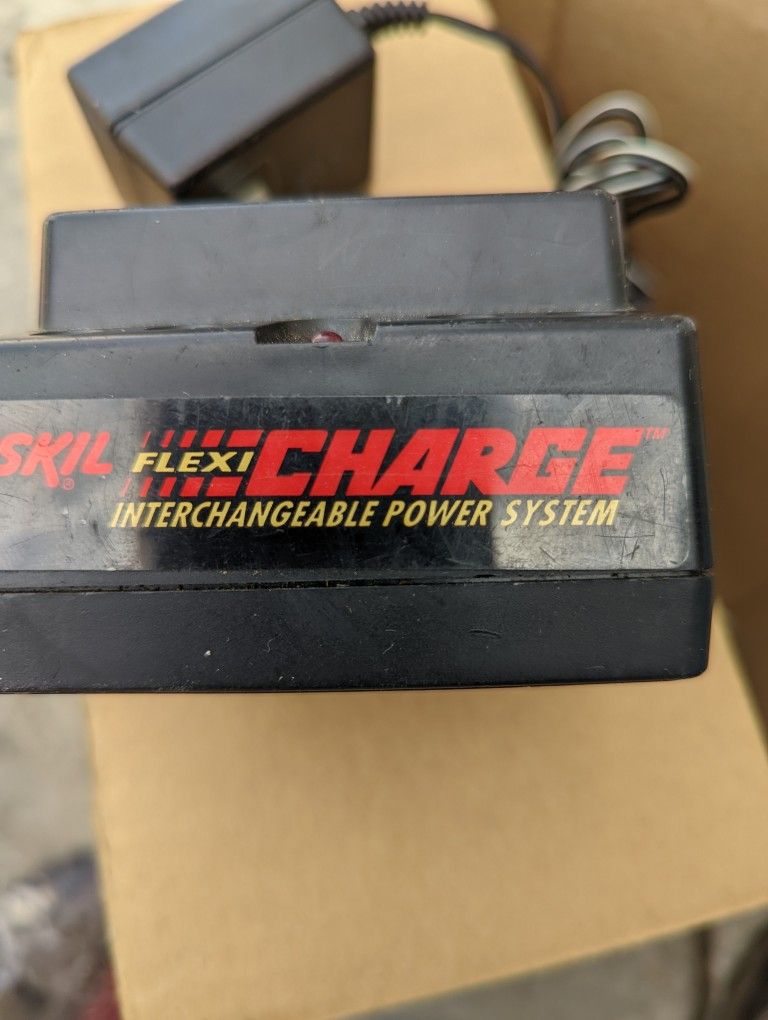 SKIL® FLEXI CHARGE™
INTERCHANGEABLE POWER SYSTEM